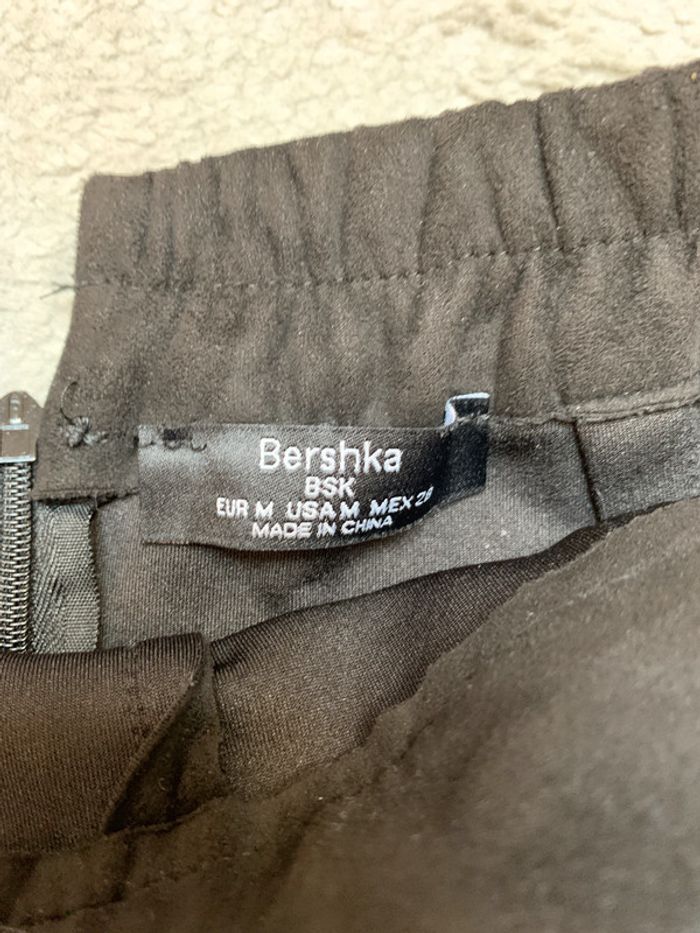 Bershka
BSK
EUR M USA M MEX 28
MADE IN CHINA